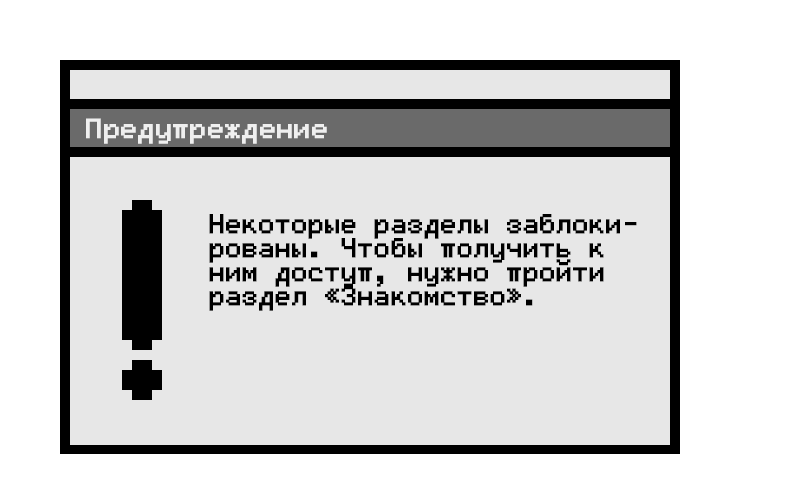 Предупреждение
Некоторые разделы заблоки-
рованы. Чтобы получить к
ним доступ, нужно пройти
раздел «Знакомство».